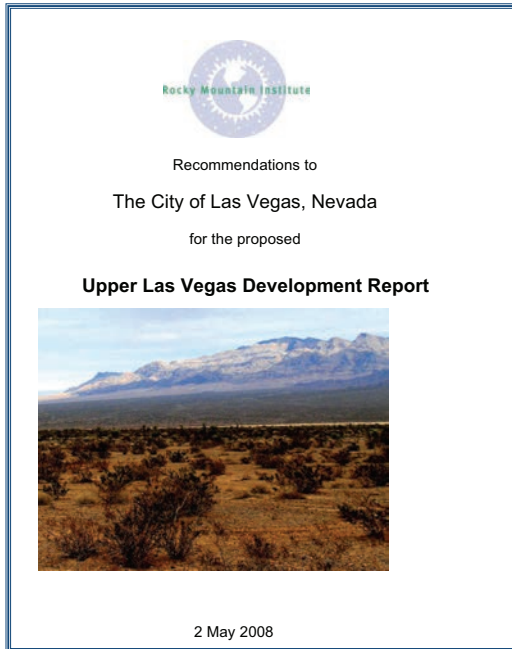 Rocky Mountain Institute
Recommendations to
The City of Las Vegas, Nevada
for the proposed
Upper Las Vegas Development Report
2 May 2008